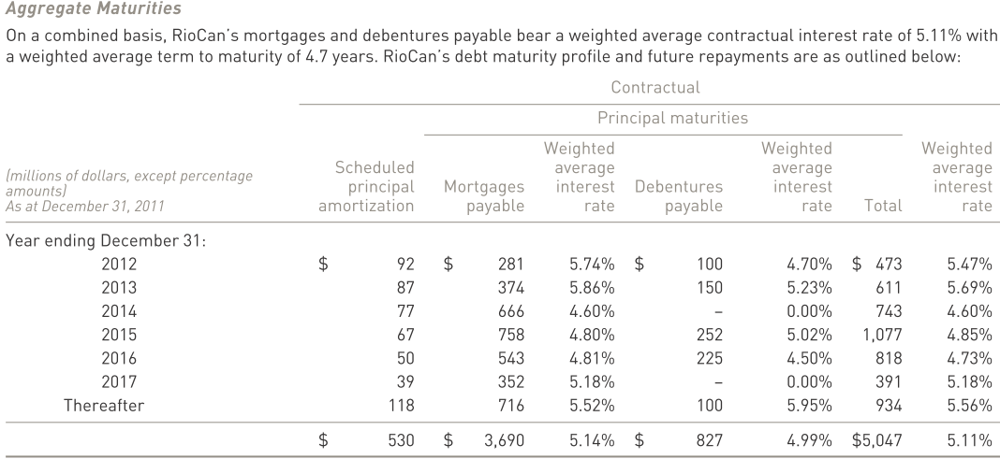 Aggregate Maturities
On a combined basis, RioCan's mortgages and debentures payable bear a weighted average contractual interest rate of 5.11% with
a weighted average term to maturity of 4.7 years. RioCan's debt maturity profile and future repayments are as outlined below:
Contractual
Principal maturities
Weighted Weighted Weighted
Scheduled average average average
(millions of dollars, except percentage principal Mortgages interest Debentures interest interest
amounts)
As at December 31, 2011 amortization payable rate payable rate Total rate
Year ending December 31:
2012 $ 92 $ 281 5.74% $ 100 4.70% $ 473 5.47%
2013 87 374 5.86% 150 5.23% 611 5.69%
2014 77 666 4.60% – 0.00% 743 4.60%
2015 67 758 4.80% 252 5.02% 1,077 4.85%
2016 50 543 4.81% 225 4.50% 818 4.73%
2017 39 352 5.18% – 0.00% 391 5.18%
Thereafter 118 716 5.52% 100 5.95% 934 5.56%
$ 530 $ 3,690 5.14% $ 827 4.99% $5,047 5.11%